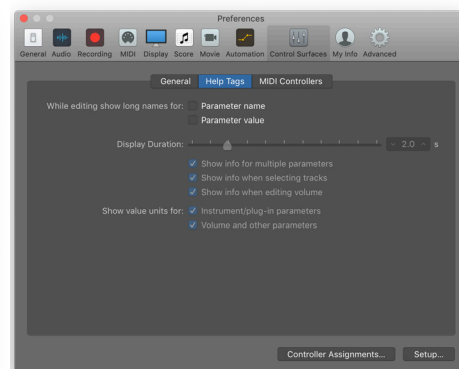 Preferences
General Audio Recording MIDI Display Score Movie Automation Control Surfaces My Info Advanced
General Help Tags MIDI Controllers
While editing show long names for: Parameter name
Parameter value
Display Duration: 2.0 s
Show info for multiple parameters
Show info when selecting tracks
Show info when editing volume
Show value units for: Instrument/plug-in parameters
Volume and other parameters
Controller Assignments... Setup...